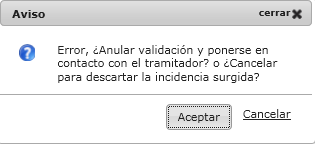 Aviso
cerrar
Error, ¿Anular validación y ponerse en
contacto con el tramitador? o ¿Cancelar
para descartar la incidencia surgida?
Aceptar
Cancelar